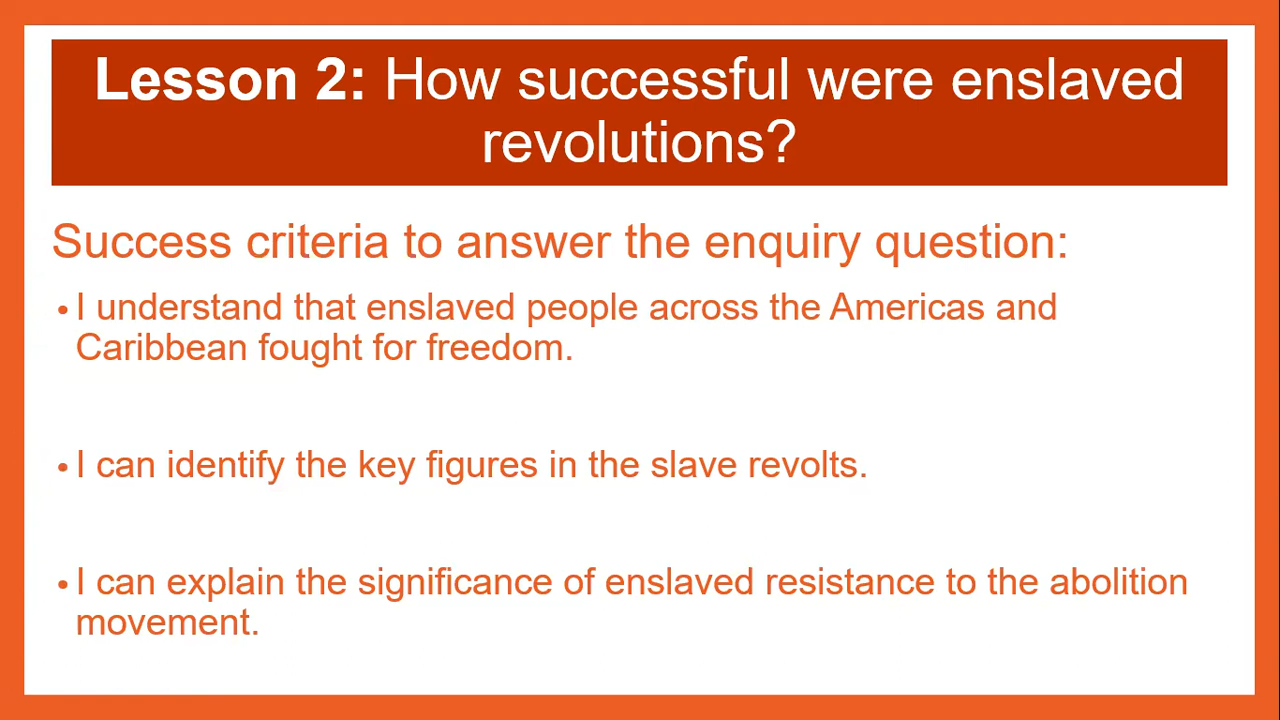 Lesson 2: How successful were enslaved
revolutions?
Success criteria to answer the enquiry question:
• I understand that enslaved people across the Americas and
Caribbean fought for freedom.
• I can identify the key figures in the slave revolts.
• I can explain the significance of enslaved resistance to the abolition
movement.